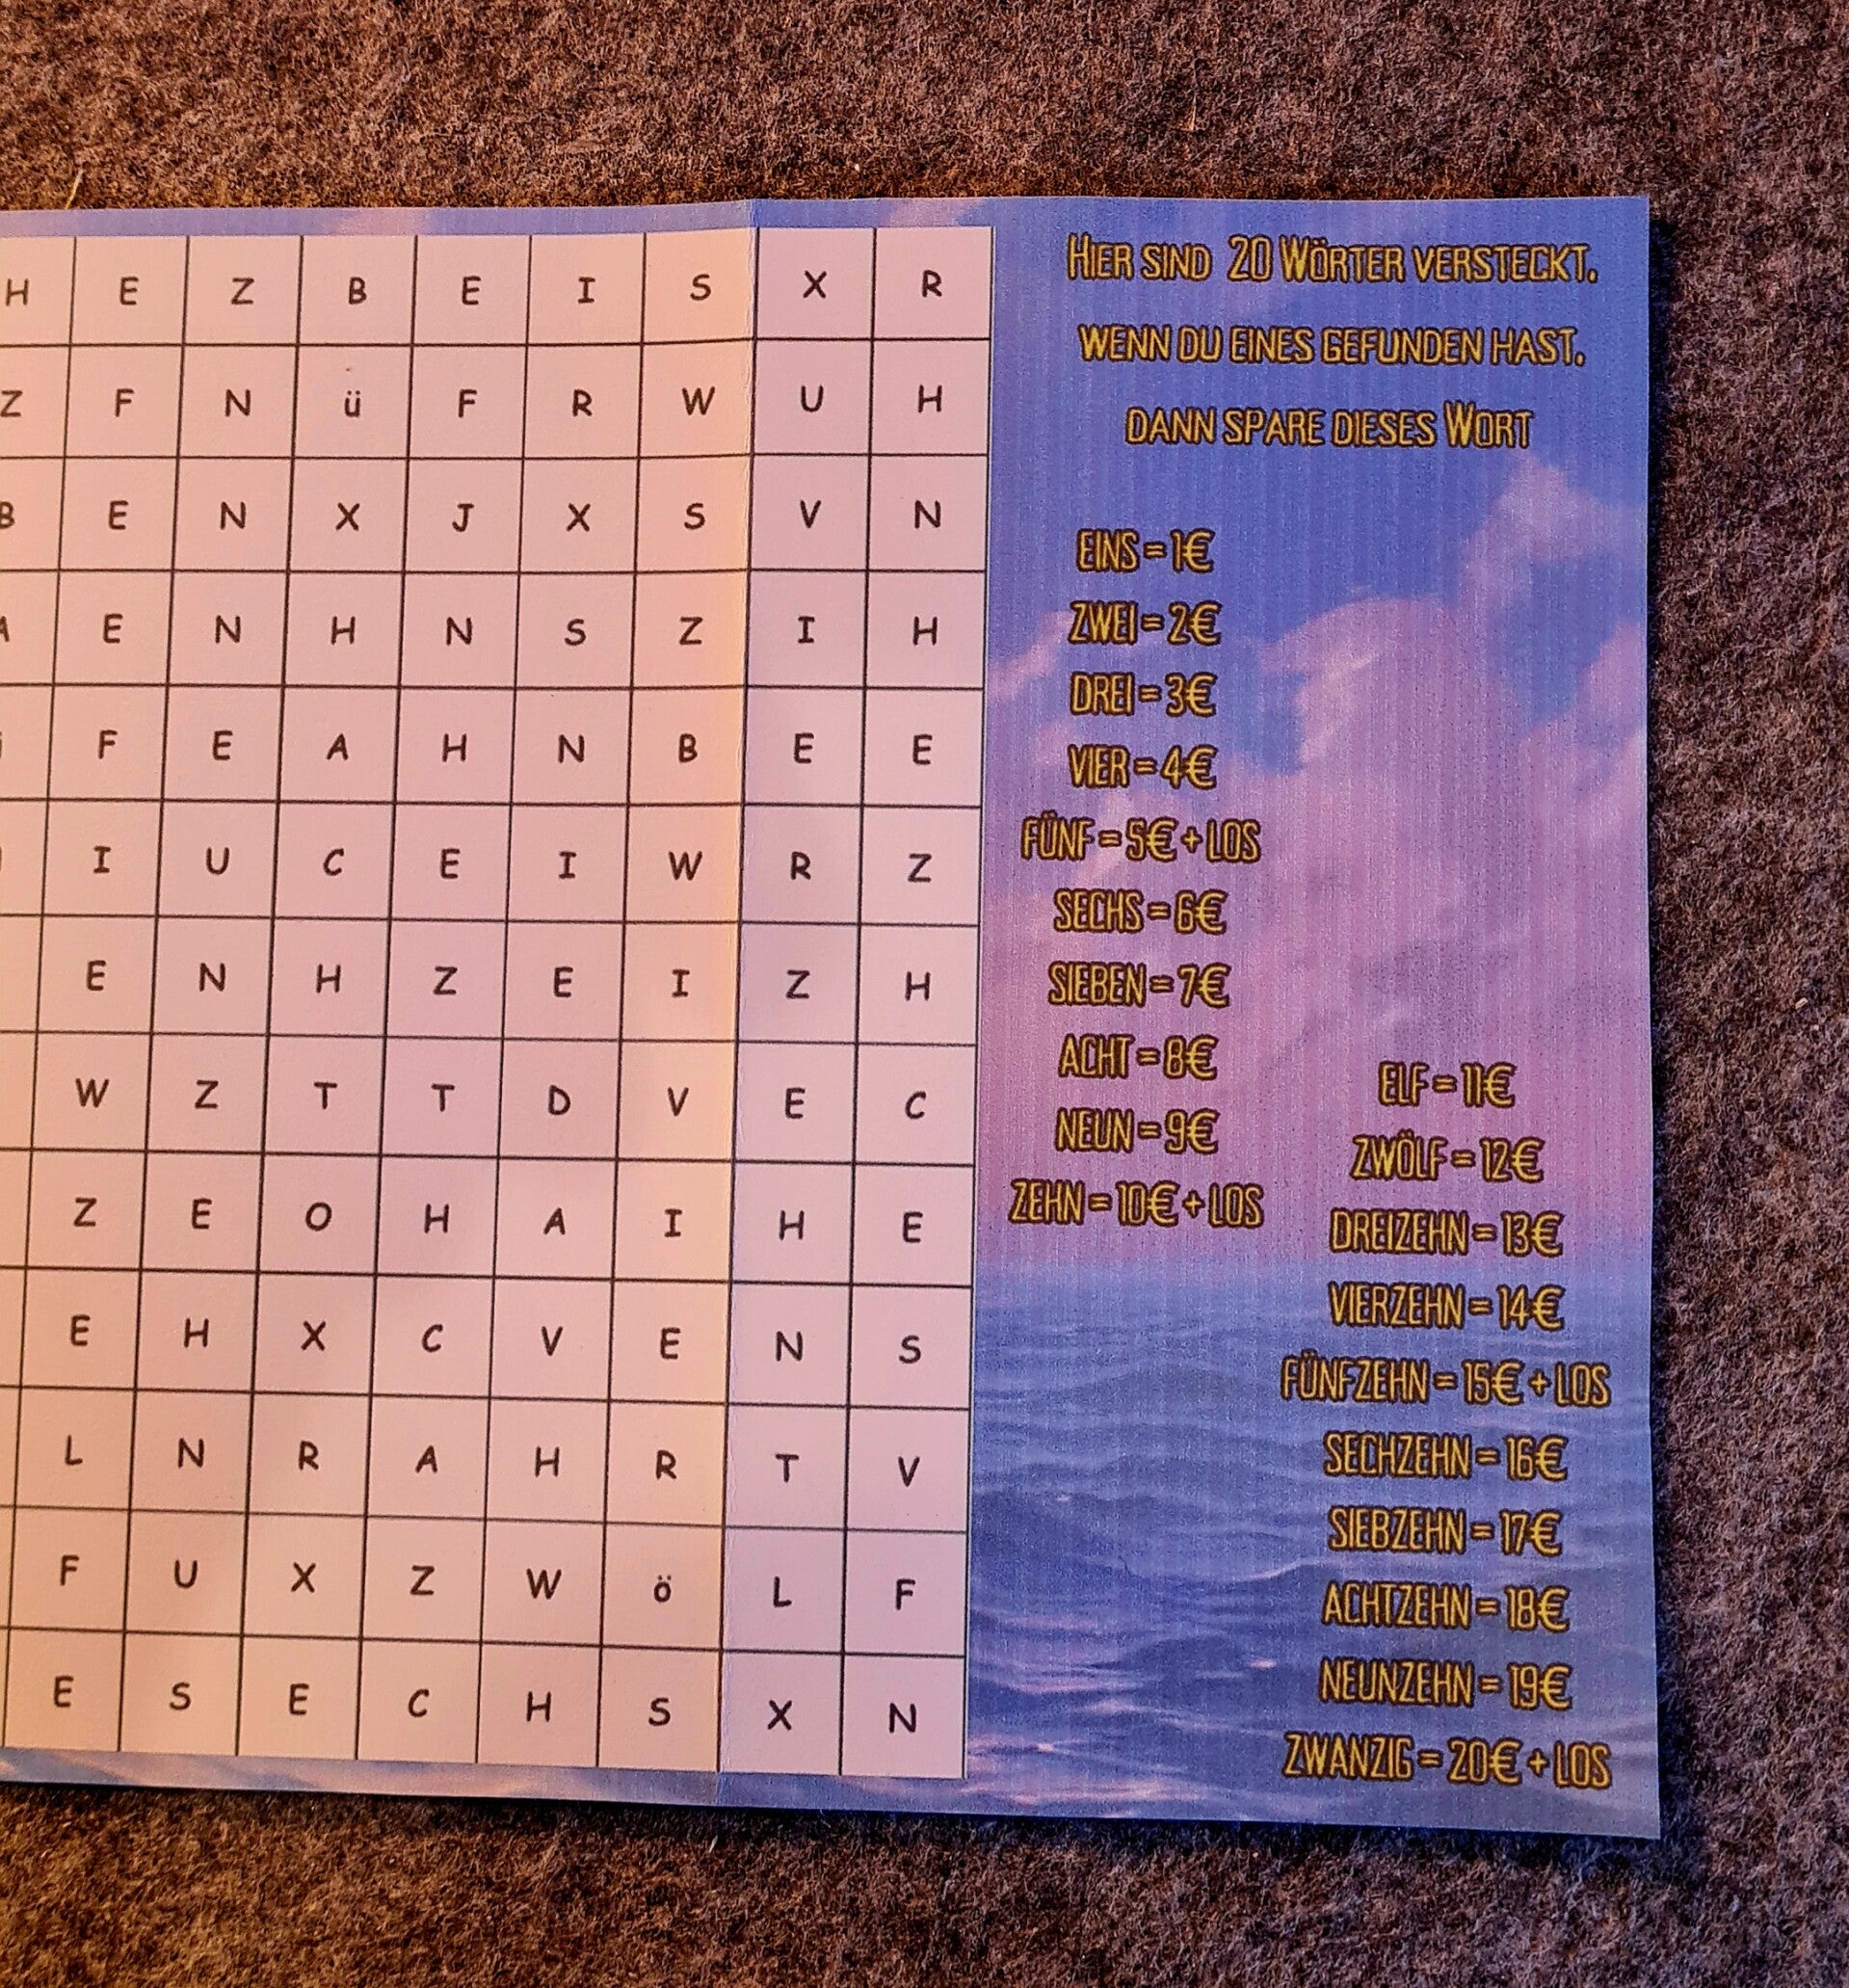 H E Z B E I S X R
Z F N ü F R W U H
B E N X J X S V N
A E N H N S Z I H
F E A H N B E E
I U C E I W R Z
E N H Z E I Z H
W Z T T D V E C
Z E O H A I H E
E H X C V E N S
L N R A H R T V
F U X Z W ö L F
E S E C H S X N
HIER SIND 20 WÖRTER VERSTECKT.
WENN DU EINES GEFUNDEN HAST,
DANN SPARE DIESES WORT
EINS = 1€
ZWEI = 2€
DREI = 3€
VIER = 4€
FÜNF = 5€ + LOS
SECHS = 6€
SIEBEN = 7€
ACHT = 8€
NEUN = 9€
ZEHN = 10€ + LOS
ELF = 11€
ZWÖLF = 12€
DREIZEHN = 13€
VIERZEHN = 14€
FÜNFZEHN = 15€ + LOS
SECHZEHN = 16€
SIEBZEHN = 17€
ACHTZEHN = 18€
NEUNZEHN = 19€
ZWANZIG = 20€ + LOS